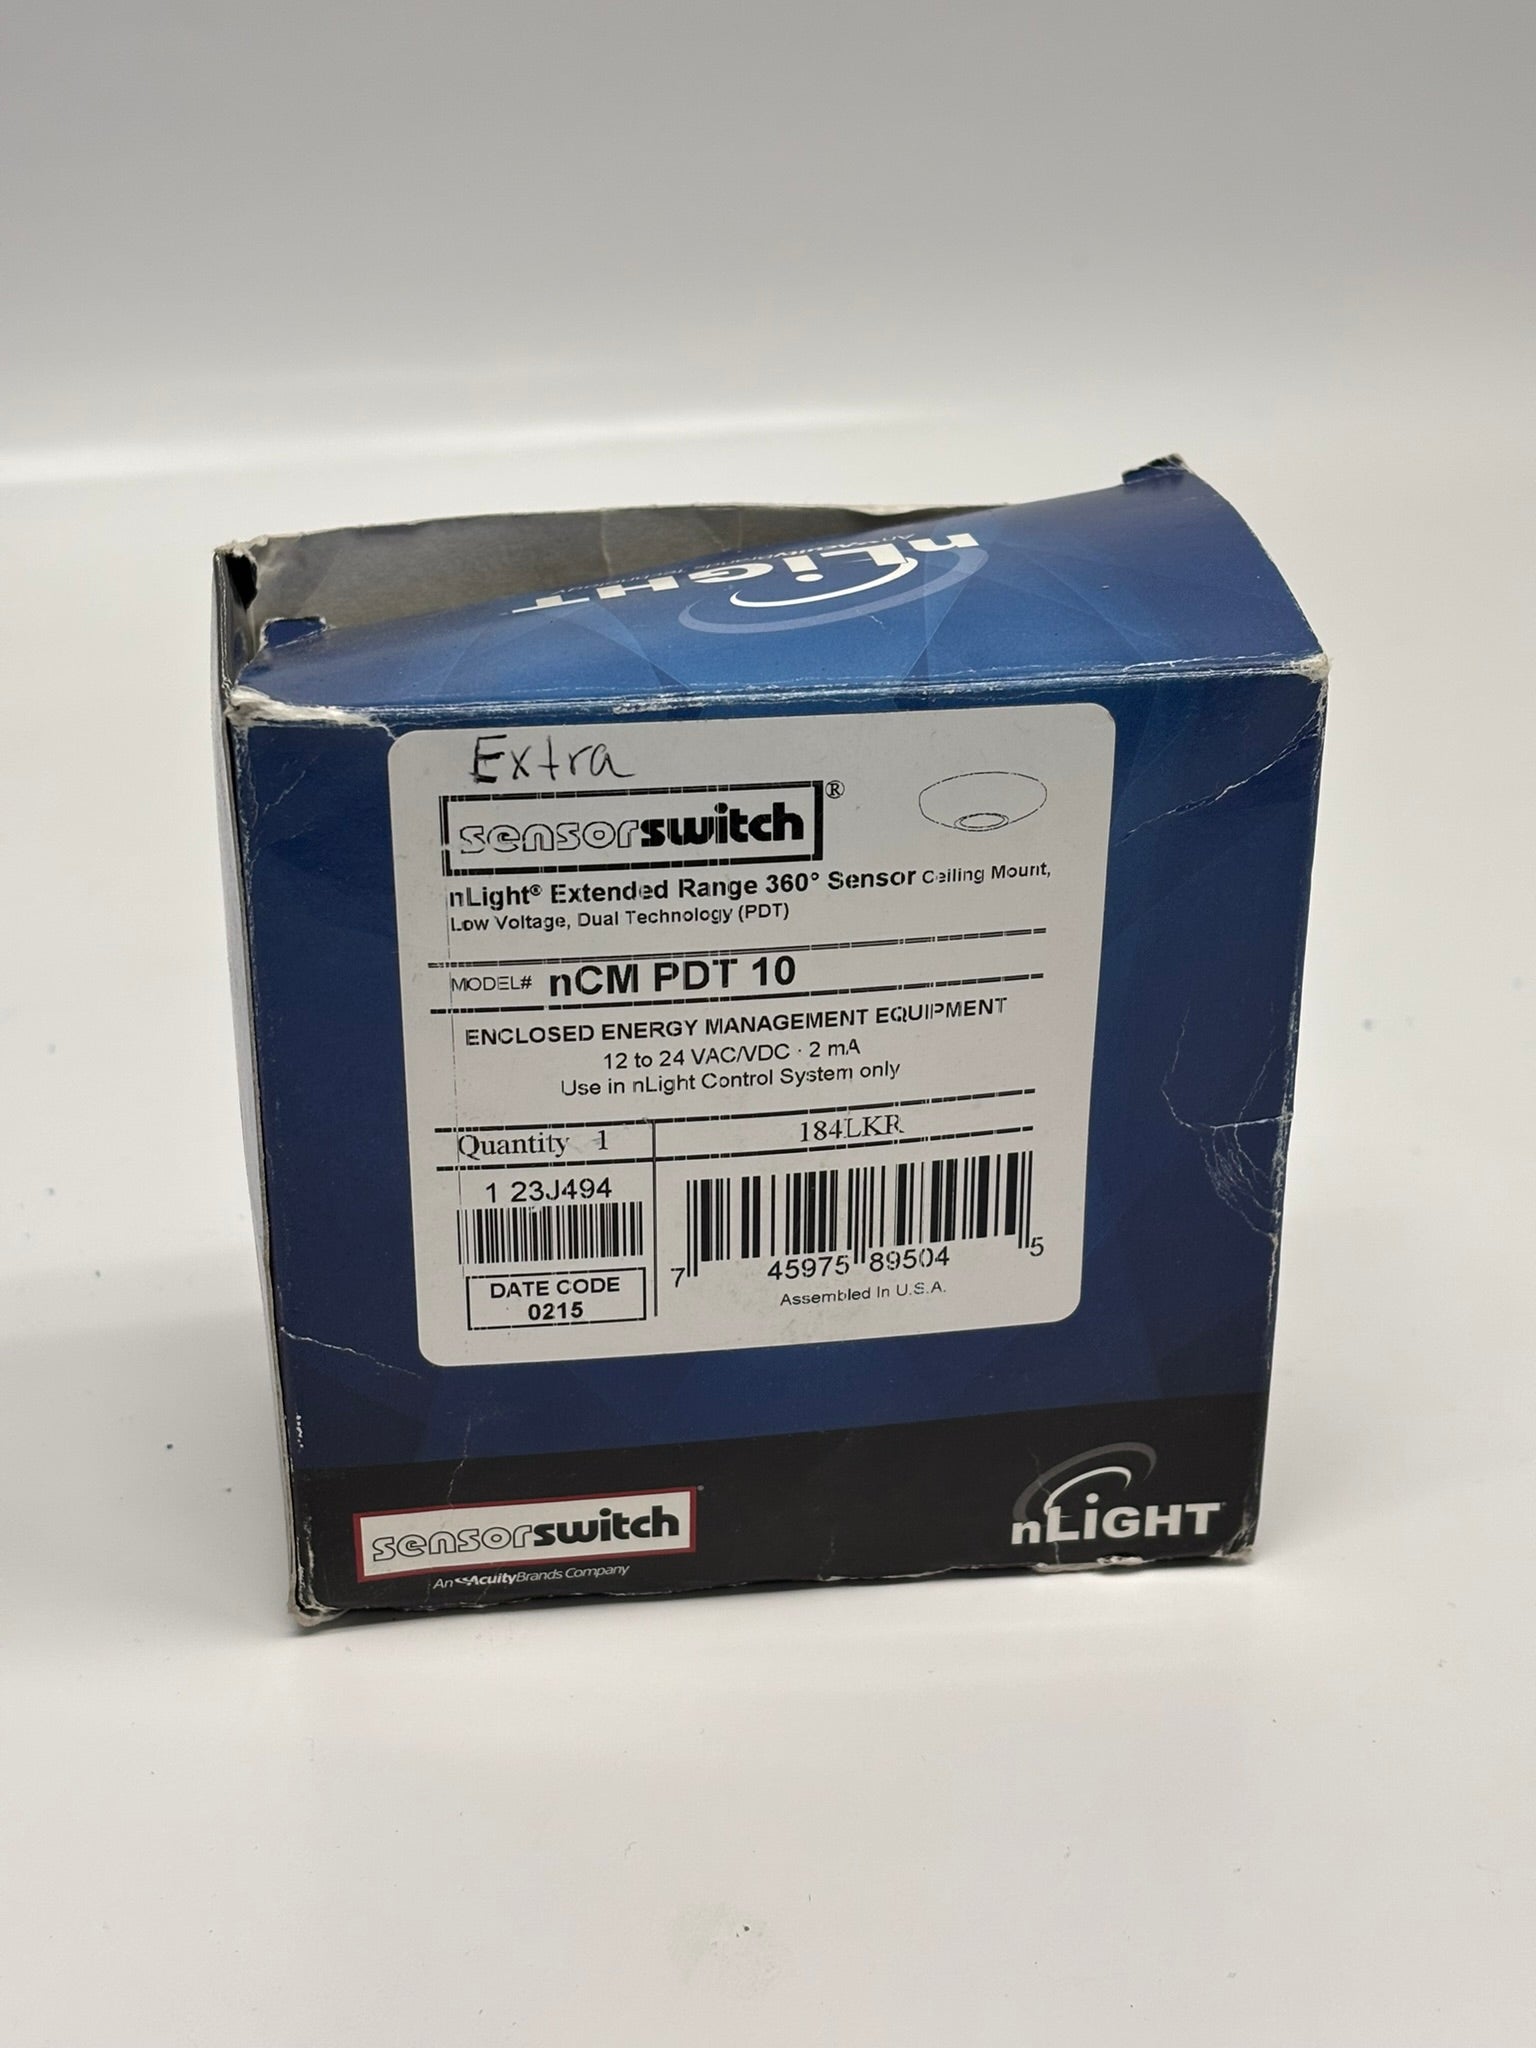 nLiGHT
Extra
sensorswitch®
nLight® Extended Range 360° Sensor Ceiling Mount,
Low Voltage, Dual Technology (PDT)
MODEL# nCM PDT 10
ENCLOSED ENERGY MANAGEMENT EQUIPMENT
12 to 24 VAC/VDC · 2 mA
Use in nLight Control System only
Quantity 1
184LKR
1 23J494
DATE CODE
0215
7 45975 89504 5
Assembled In U.S.A.
sensorswitch
An AcuityBrands Company
nLiGHT